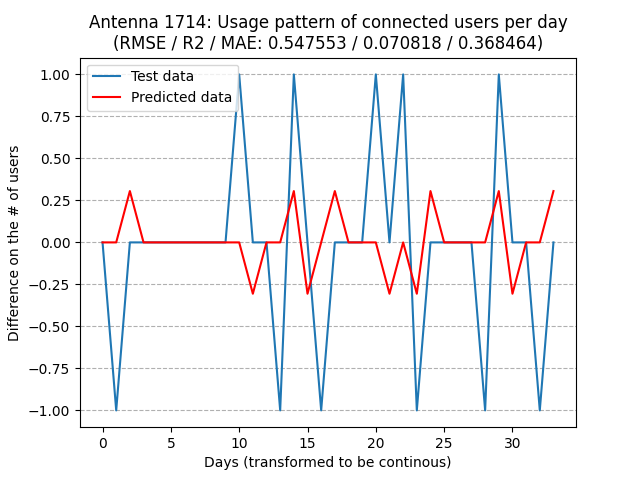 Antenna 1714: Usage pattern of connected users per day
(RMSE / R2 / MAE: 0.547553 / 0.070818 / 0.368464)
Test data
Predicted data
Difference on the # of users
1.00
0.75
0.50
0.25
0.00
−0.25
−0.50
−0.75
−1.00
0 5 10 15 20 25 30
Days (transformed to be continous)